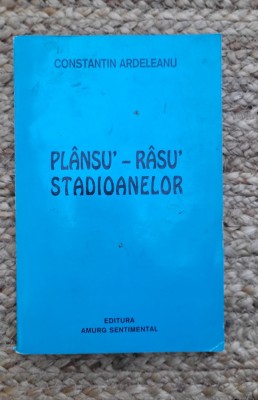 CONSTANTIN ARDELEANU
PLÂNSU' – RÂSU'
STADIOANELOR
EDITURA
AMURG SENTIMENTAL